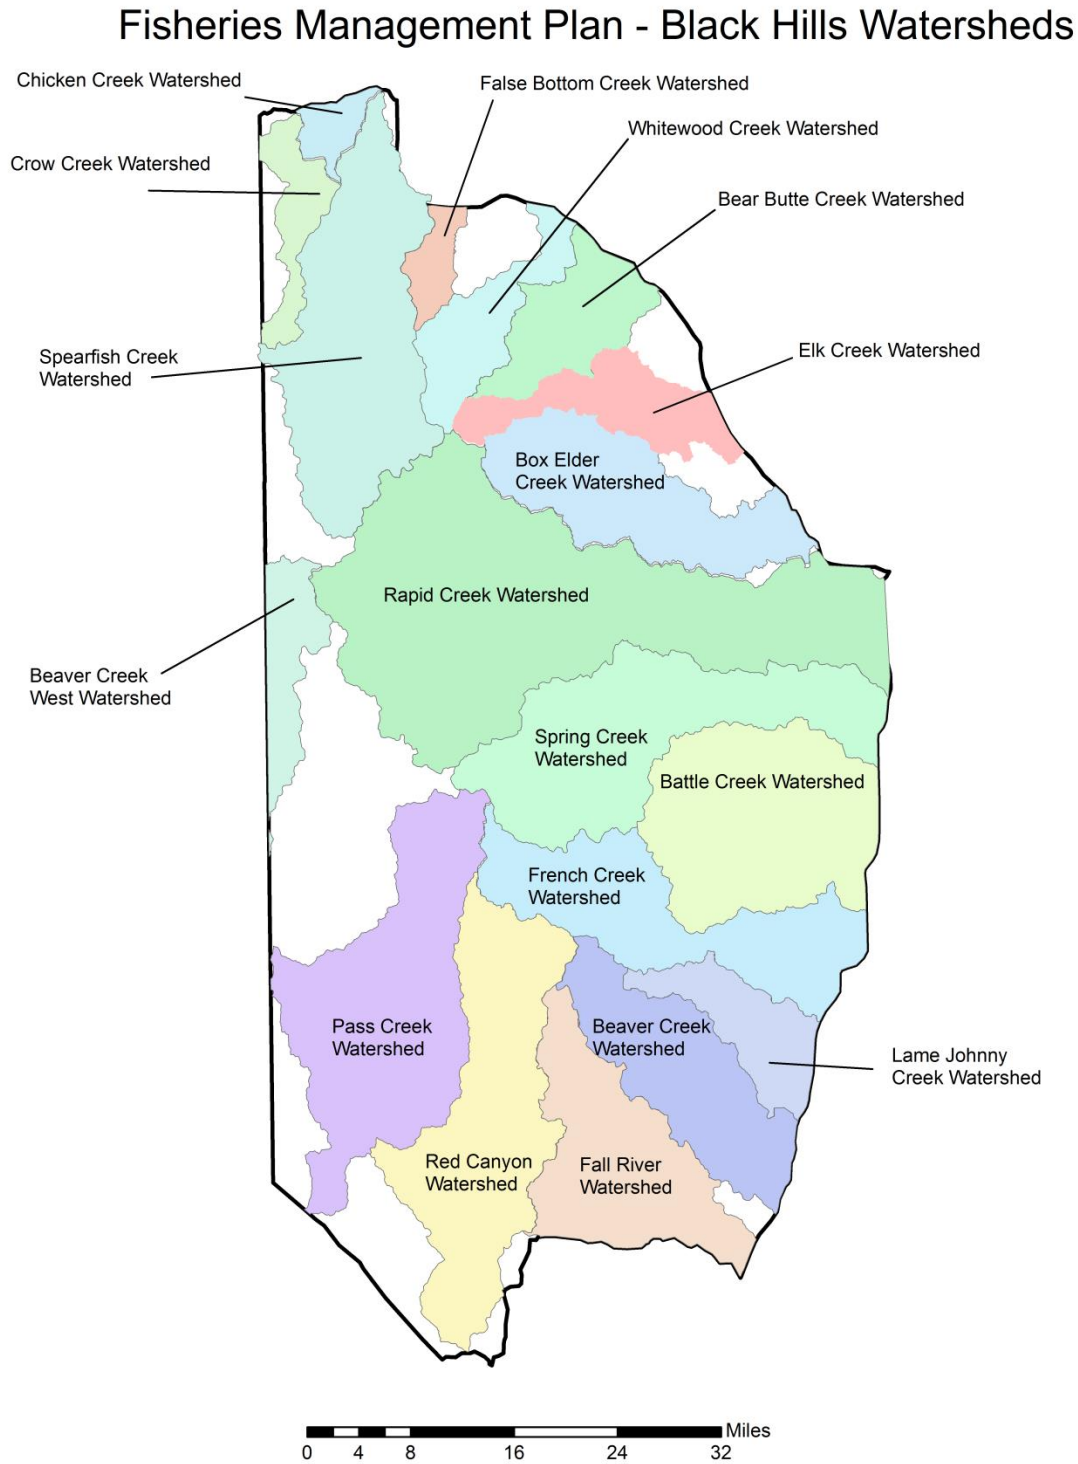 Fisheries Management Plan - Black Hills Watersheds
Chicken Creek Watershed
False Bottom Creek Watershed
Whitewood Creek Watershed
Crow Creek Watershed
Bear Butte Creek Watershed
Spearfish Creek
Watershed
Elk Creek Watershed
Box Elder
Creek Watershed
Rapid Creek Watershed
Beaver Creek
West Watershed
Spring Creek
Watershed
Battle Creek Watershed
French Creek
Watershed
Pass Creek
Watershed
Beaver Creek
Watershed
Lame Johnny
Creek Watershed
Red Canyon
Watershed
Fall River
Watershed
Miles
0 4 8 16 24 32